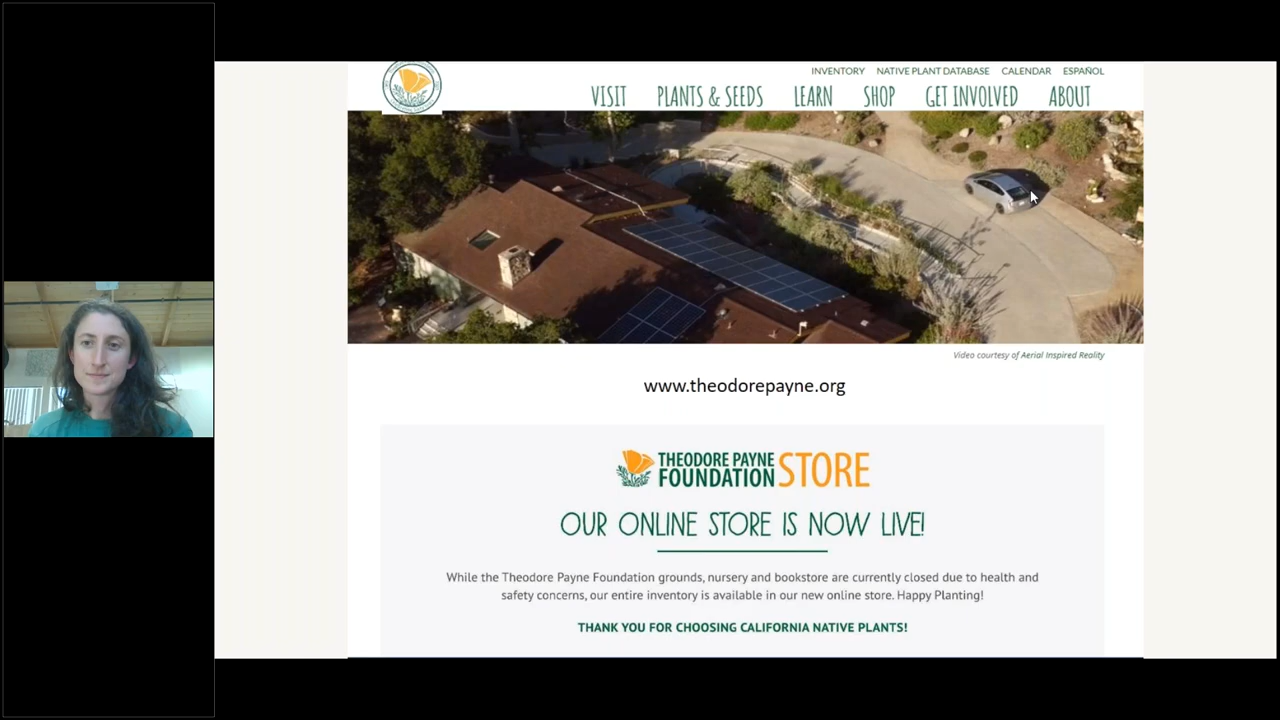 INVENTORY NATIVE PLANT DATABASE CALENDAR ESPAÑOL
VISIT PLANTS & SEEDS LEARN SHOP GET INVOLVED ABOUT
Video courtesy of Aerial Inspired Reality
www.theodorepayne.org
THEODORE PAYNE
FOUNDATION STORE
OUR ONLINE STORE IS NOW LIVE!
While the Theodore Payne Foundation grounds, nursery and bookstore are currently closed due to health and
safety concerns, our entire inventory is available in our new online store. Happy Planting!
THANK YOU FOR CHOOSING CALIFORNIA NATIVE PLANTS!